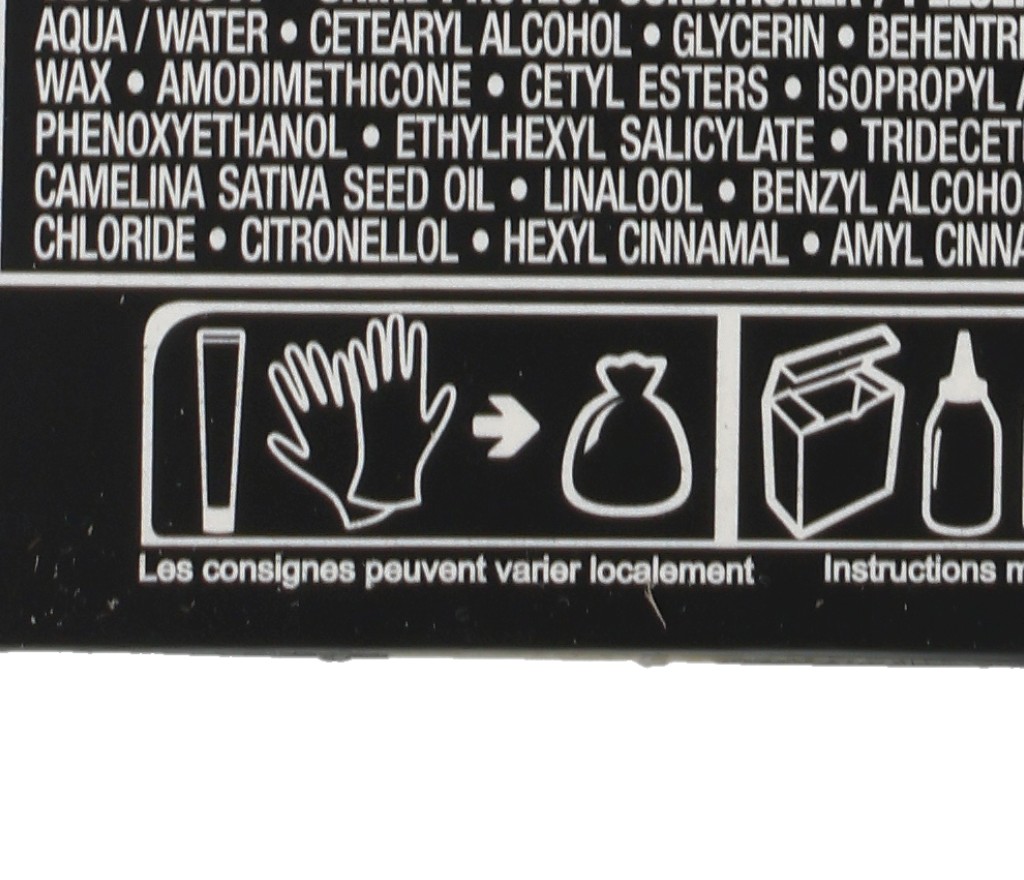 AQUA / WATER • CETEARYL ALCOHOL • GLYCERIN •
WAX • AMODIMETHICONE • CETYL ESTERS • ISOPROPYL
PHENOXYETHANOL • ETHYLHEXYL SALICYLATE •
CAMELINA SATIVA SEED OIL • LINALOOL • BENZYL
CHLORIDE • CITRONELLOL • HEXYL CINNAMAL • AMYL
Les consignes peuvent varier localement
Instructions